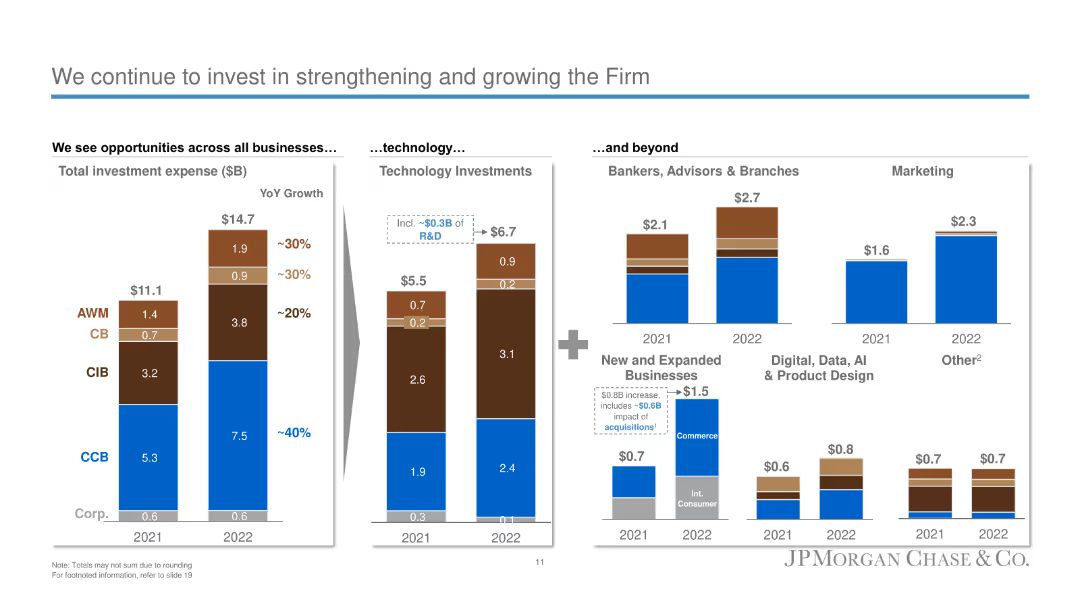 We continue to invest in strengthening and growing the Firm
We see opportunities across all businesses…
Total investment expense ($B)
YoY Growth
$14.7
1.9
~30%
0.9
~30%
$11.1
AWM
1.4
3.8
~20%
CB
0.7
CIB
3.2
7.5
~40%
CCB
5.3
Corp.
0.6
0.6
2021
2022
…technology…
Technology Investments
Incl. ~$0.3B of
R&D
$6.7
0.9
$5.5
0.2
0.7
0.2
3.1
2.6
1.9
2.4
0.3
0.1
2021
2022
…and beyond
Bankers, Advisors & Branches
$2.7
$2.1
2021
2022
Marketing
$2.3
$1.6
2021
2022
New and Expanded
Businesses
$0.8B increase,
includes ~$0.6B
impact of
acquisitions¹
$1.5
Commerce
$0.7
Int.
Consumer
2021
2022
Digital, Data, AI
& Product Design
$0.8
$0.6
2021
2022
Other²
$0.7
$0.7
2021
2022
Note: Totals may not sum due to rounding
For footnoted information, refer to slide 19
11
JPMORGAN CHASE & CO.